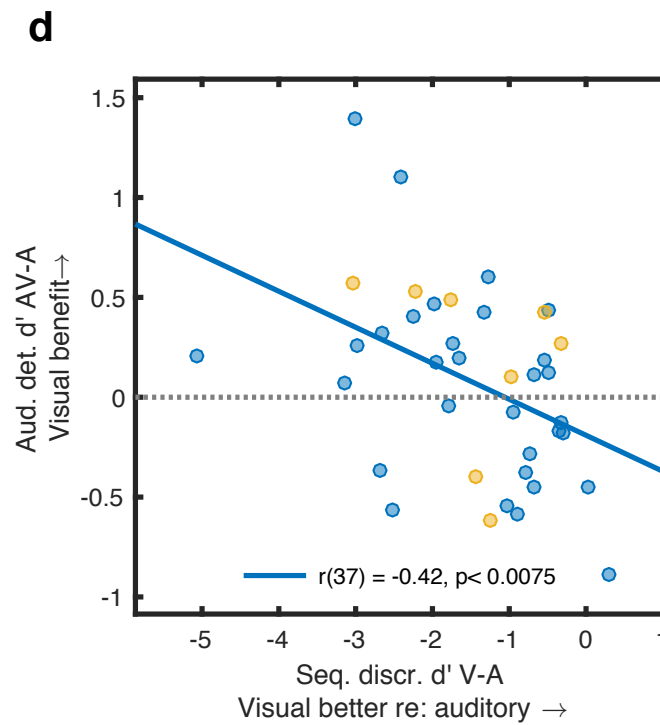 d
1.5
1
0.5
0
-0.5
-1
Aud. det. d' AV-A
Visual benefit→
r(37) = -0.42, p< 0.0075
-5
-4
-3
-2
-1
0
1
Seq. discr. d' V-A
Visual better re: auditory →